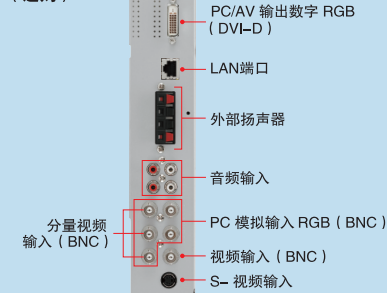 PC/AV 输出数字 RGB
( DVI–D )
LAN端口
外部扬声器
音频输入
分量视频
输入 ( BNC )
PC 模拟输入 RGB ( BNC )
视频输入 ( BNC )
S– 视频输入